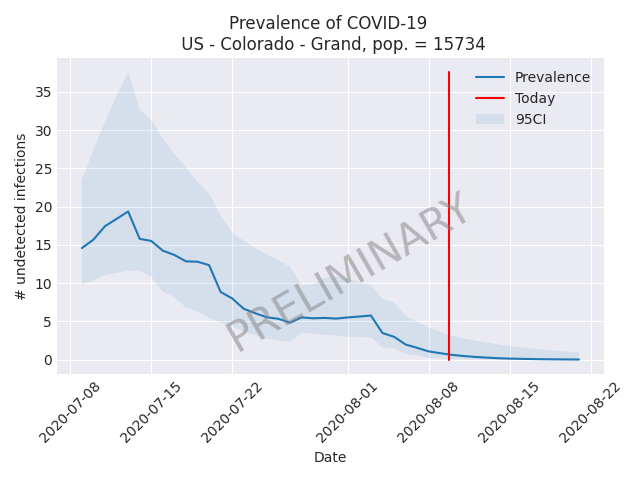 Prevalence of COVID-19
US - Colorado - Grand, pop. = 15734
Prevalence
Today
95CI
# undetected infections
35
30
25
20
15
10
5
0
PRELIMINARY
2020-07-08
2020-07-15
2020-07-22
2020-08-01
2020-08-08
2020-08-15
2020-08-22
Date